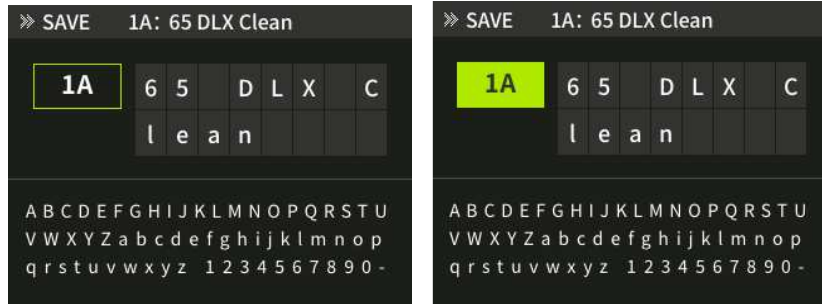 SAVE 1A: 65 DLX Clean
1A 6 5 D L X C
l e a n
A B C D E F G H I J K L M N O P Q R S T U
V W X Y Z a b c d e f g h i j k l m n o p
q r s t u v w x y z 1 2 3 4 5 6 7 8 9 0 -
SAVE 1A: 65 DLX Clean
1A 6 5 D L X C
l e a n
A B C D E F G H I J K L M N O P Q R S T U
V W X Y Z a b c d e f g h i j k l m n o p
q r s t u v w x y z 1 2 3 4 5 6 7 8 9 0 -